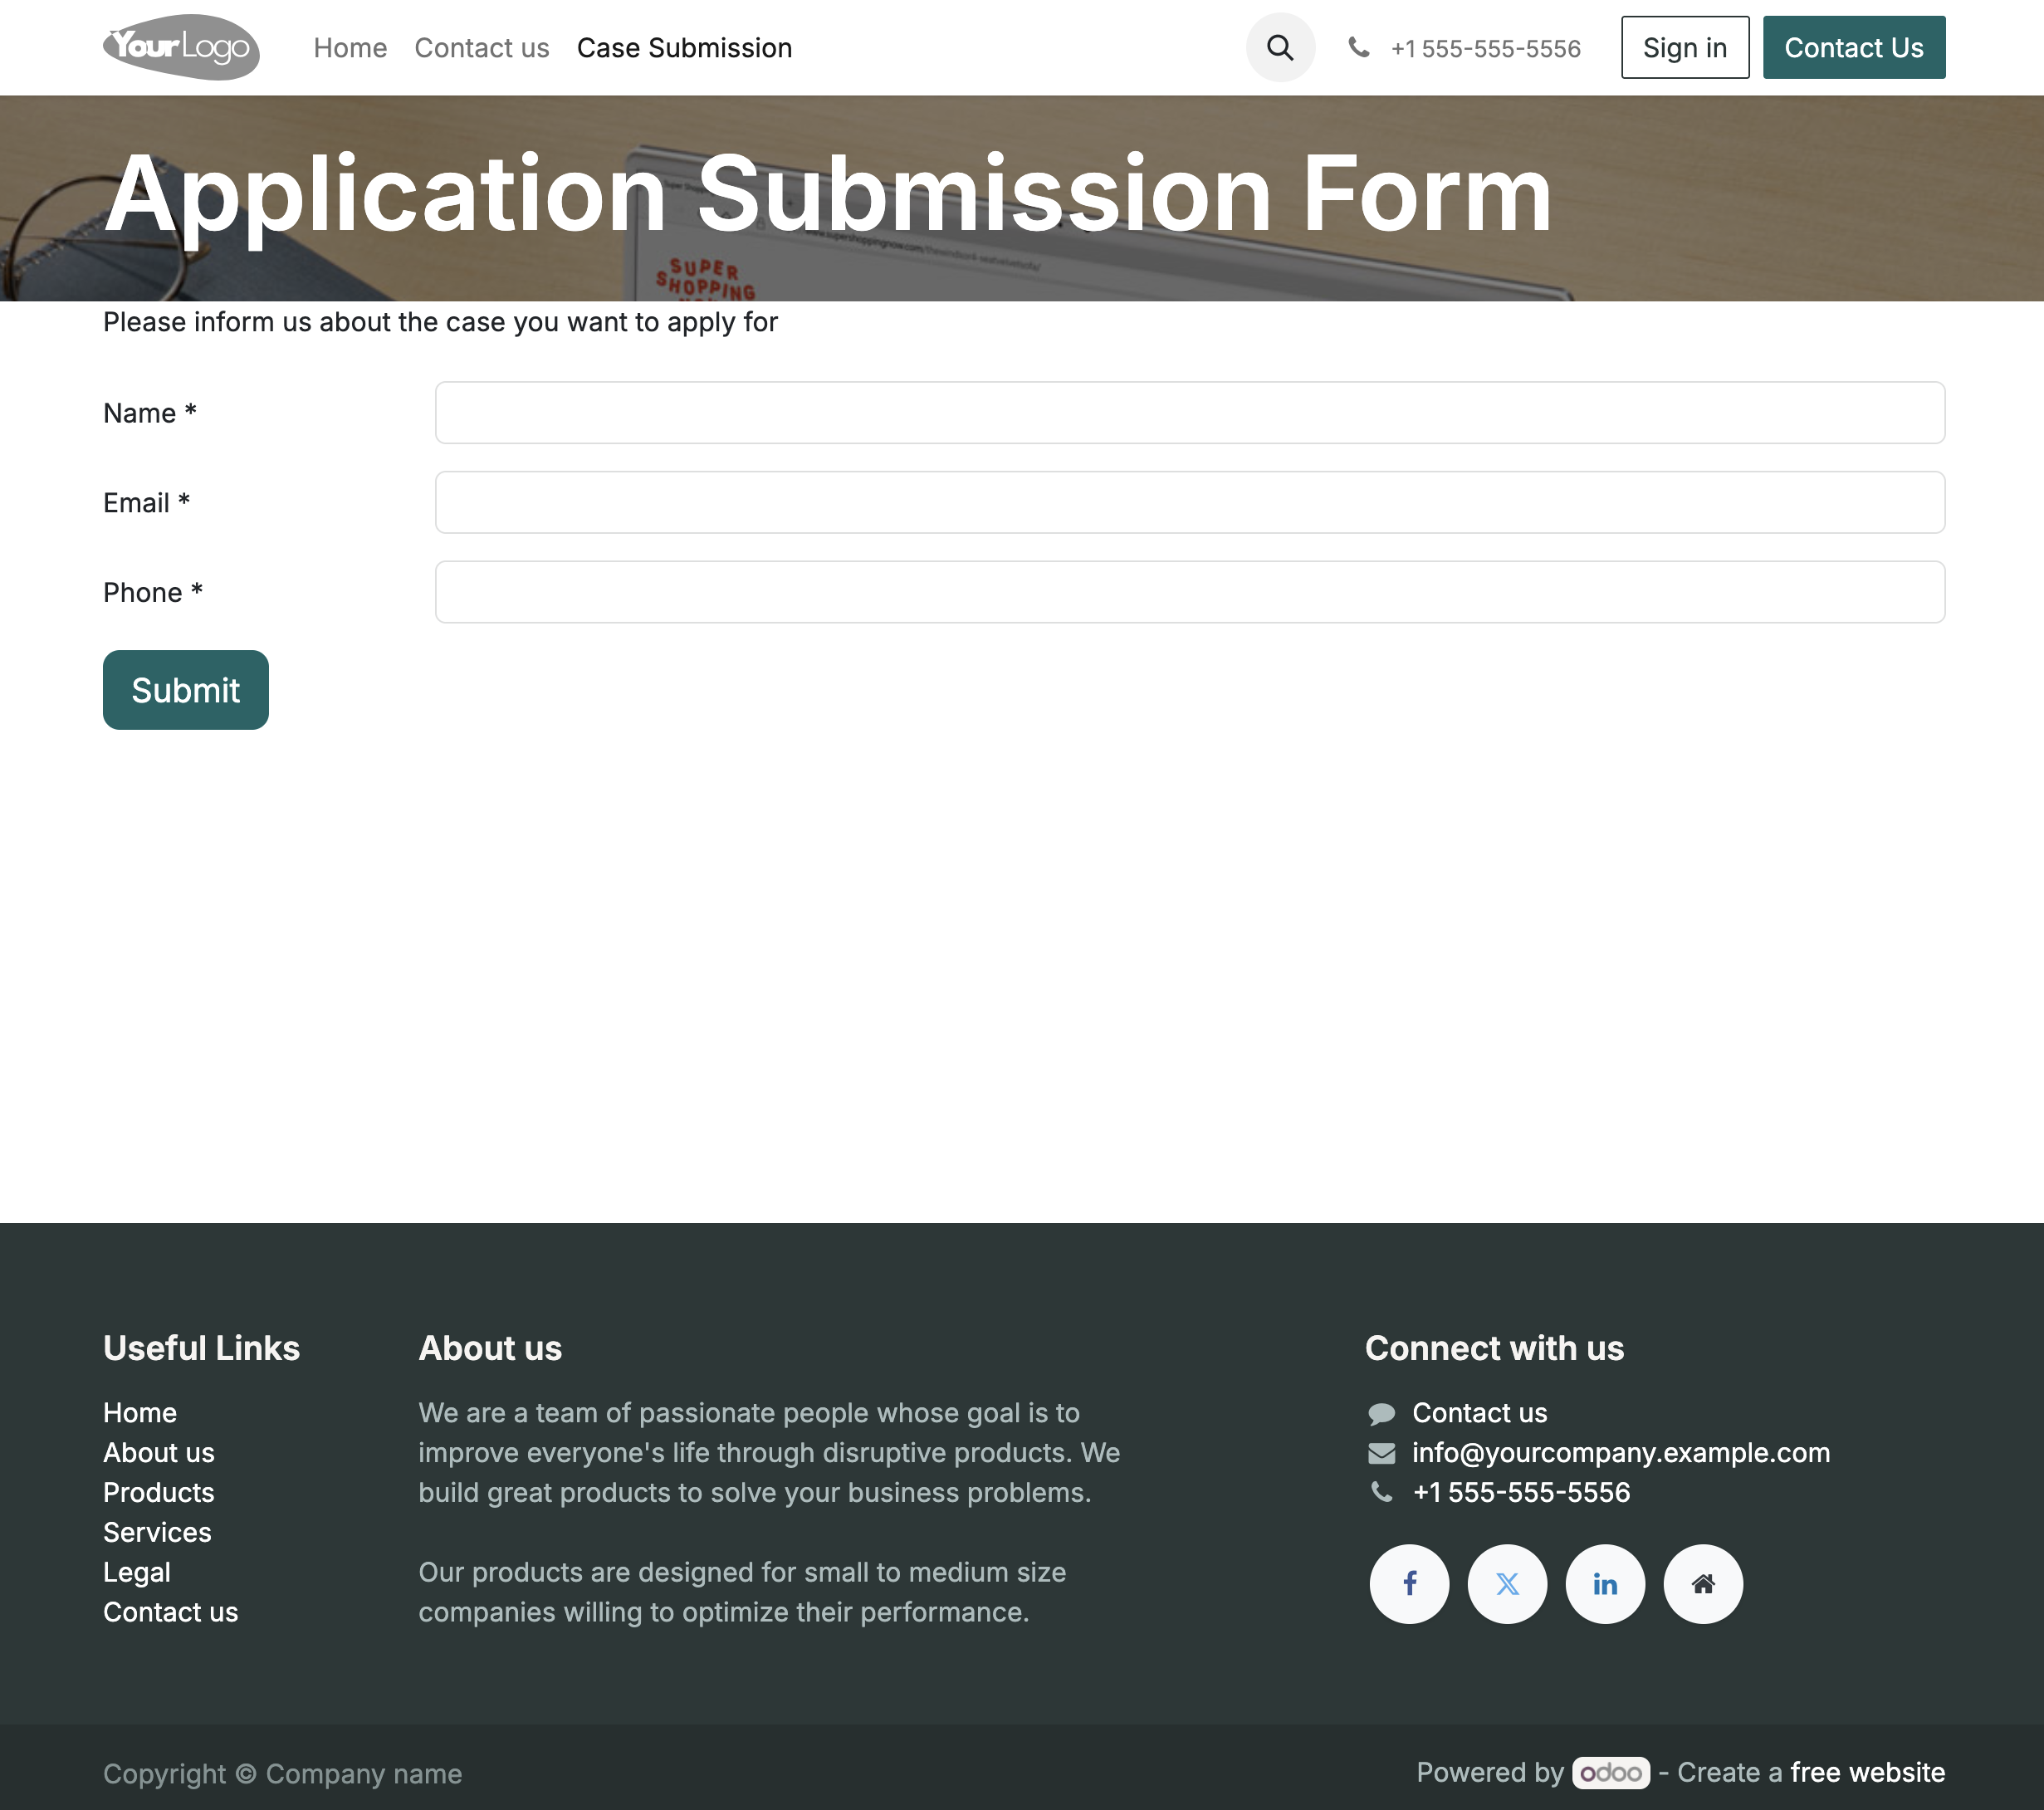 YourLogo
Home Contact us Case Submission
+1 555-555-5556
Sign in
Contact Us
Application Submission Form
SUPER
SHOPPING
Please inform us about the case you want to apply for
Name *
Email *
Phone *
Submit
Useful Links
Home
About us
Products
Services
Legal
Contact us
About us
We are a team of passionate people whose goal is to
improve everyone's life through disruptive products. We
build great products to solve your business problems.
Our products are designed for small to medium size
companies willing to optimize their performance.
Connect with us
Contact us
info@yourcompany.example.com
+1 555-555-5556
Copyright © Company name
Powered by odoo - Create a free website